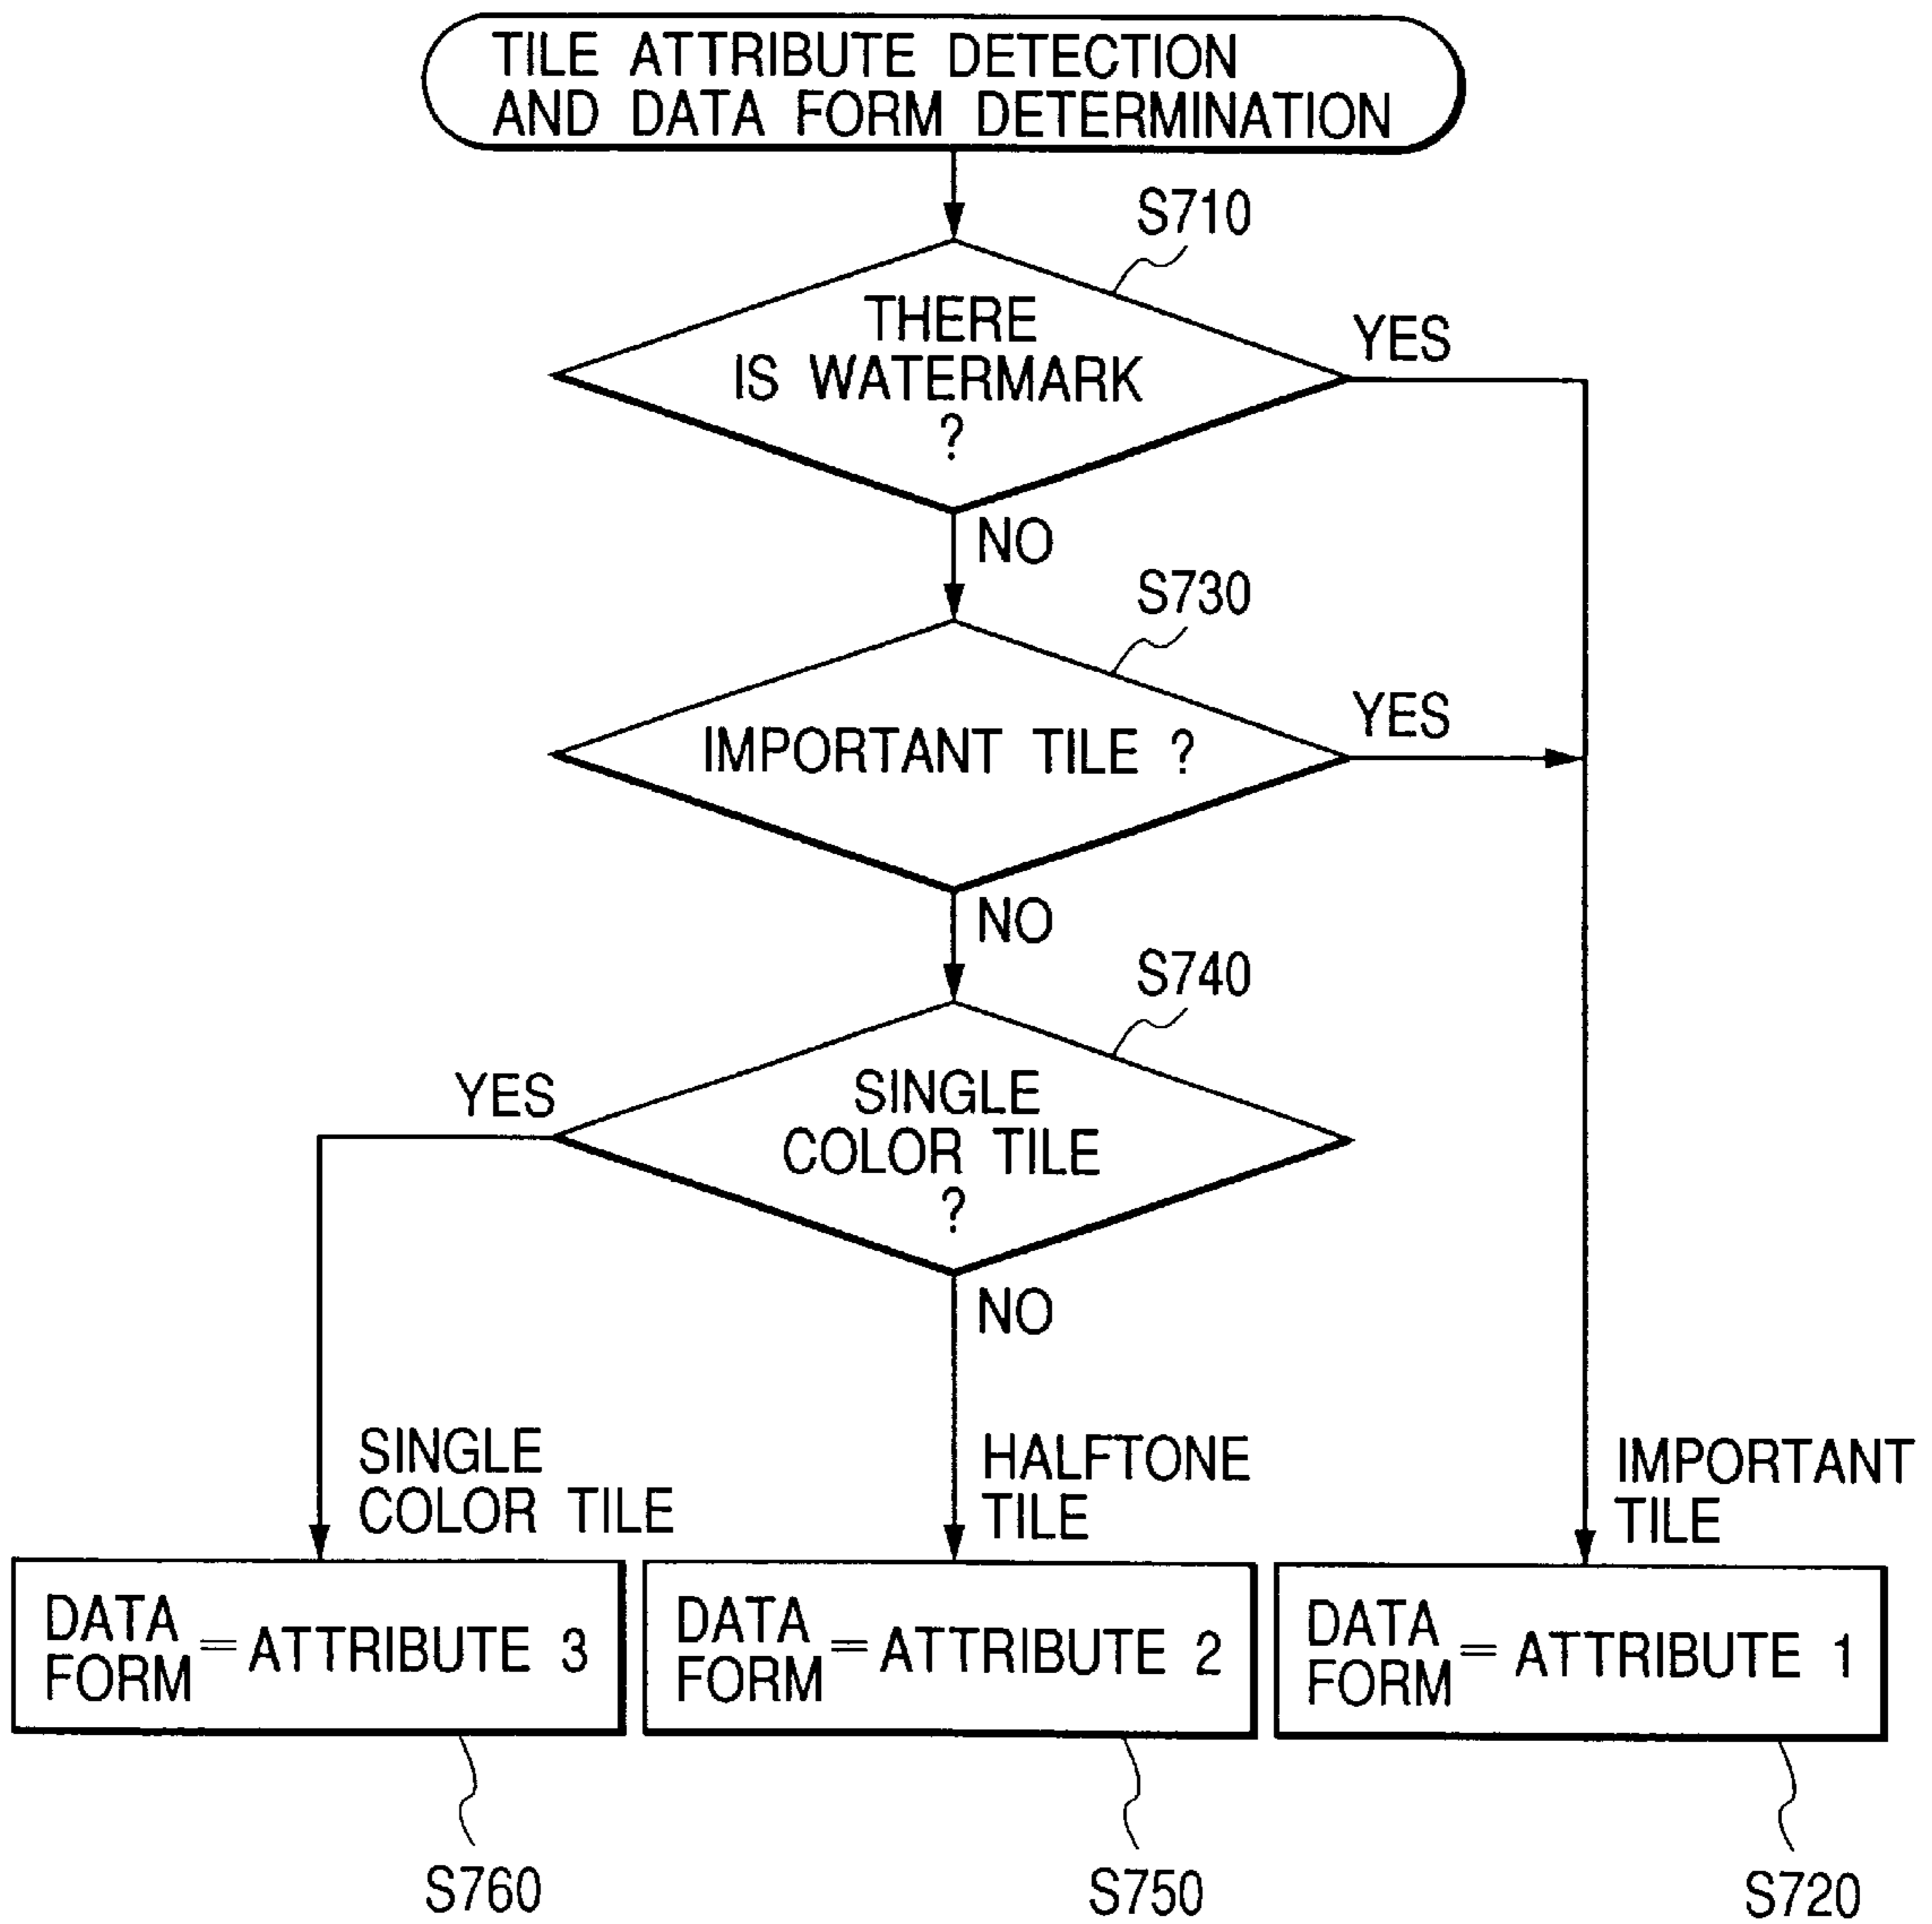 TILE ATTRIBUTE DETECTION
AND DATA FORM DETERMINATION
S710
THERE
IS WATERMARK
?
YES
NO
S730
IMPORTANT TILE ?
YES
NO
S740
SINGLE
COLOR TILE
?
YES
NO
SINGLE
COLOR TILE
HALFTONE
TILE
IMPORTANT
TILE
DATA
FORM = ATTRIBUTE 3
DATA
FORM = ATTRIBUTE 2
DATA
FORM = ATTRIBUTE 1
S760
S750
S720